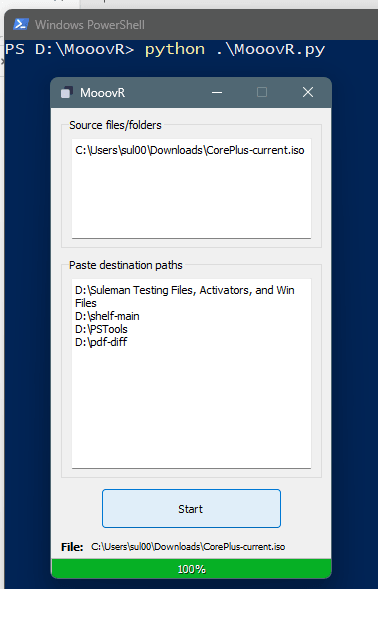 Windows PowerShell
PS D:\MooovR> python .\MooovR.py
MooovR
Source files/folders
C:\Users\sul00\Downloads\CorePlus-current.iso
Paste destination paths
D:\Suleman Testing Files, Activators, and Win
Files
D:\shelf-main
D:\PSTools
D:\pdf-diff
Start
File: C:\Users\sul00\Downloads\CorePlus-current.iso
100%